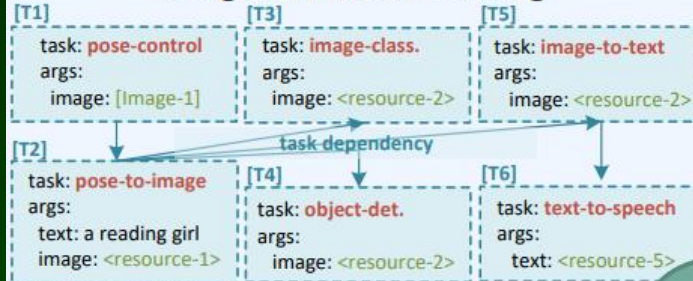 [T1]
task: pose-control
args:
image: [Image-1]
[T3]
task: image-class.
args:
image: <resource-2>
[T5]
task: image-to-text
args:
image: <resource-2>
task dependency
[T2]
task: pose-to-image
args:
text: a reading girl
image: <resource-1>
[T4]
task: object-det.
args:
image: <resource-2>
[T6]
task: text-to-speech
args:
text: <resource-5>